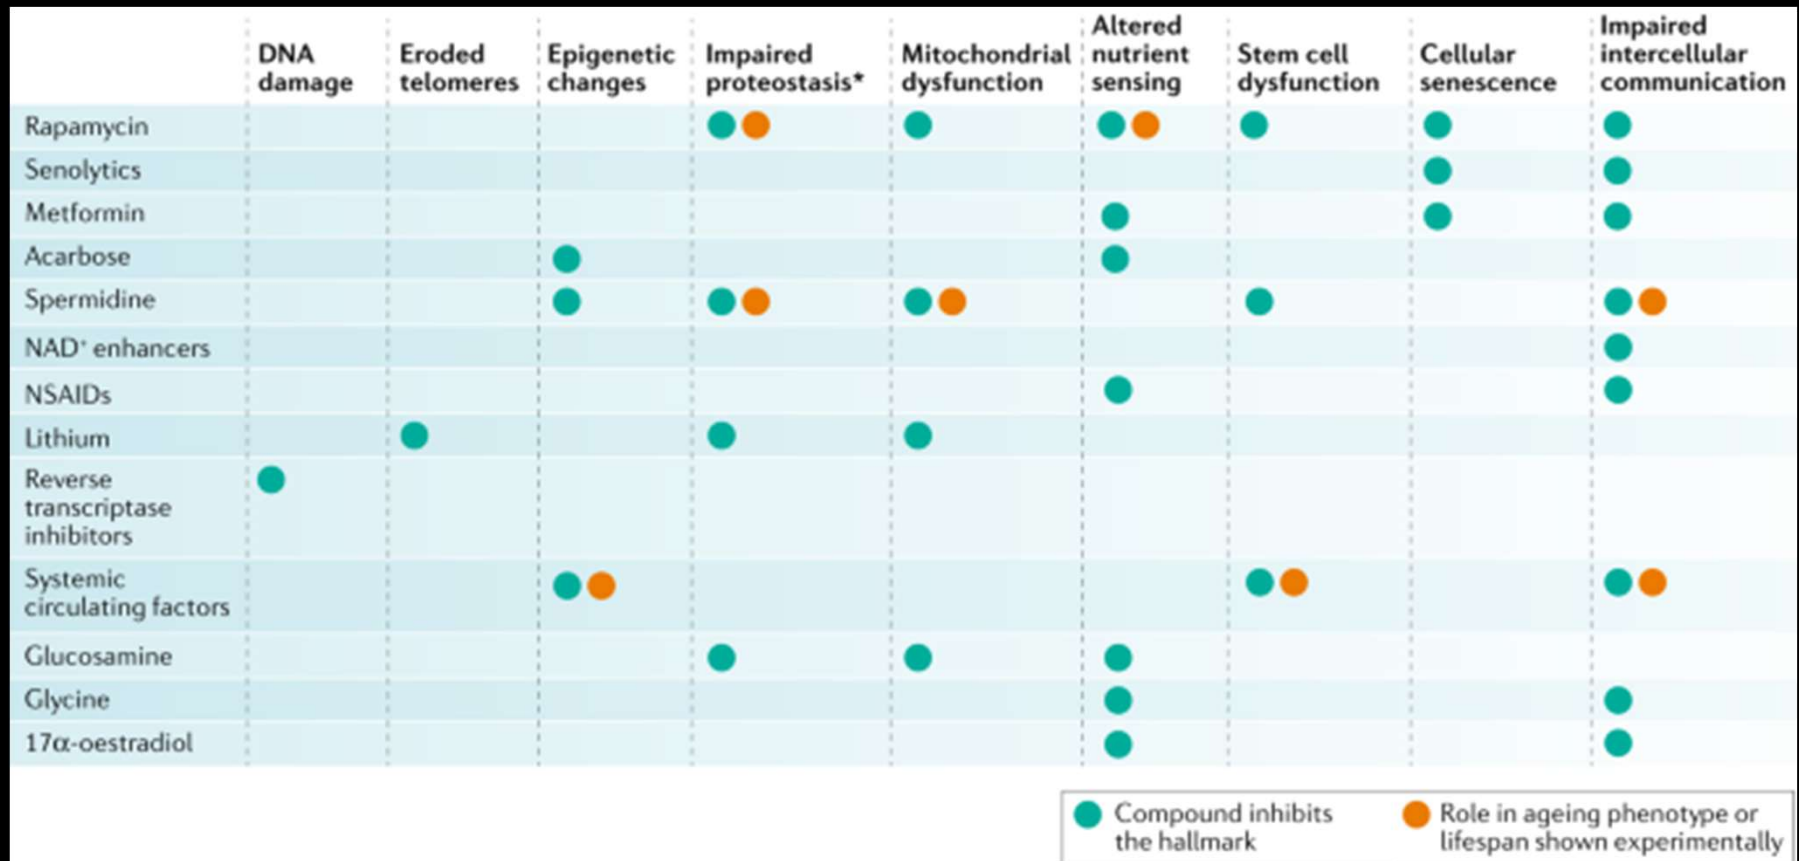 DNA
damage
Eroded
telomeres
Epigenetic
changes
Impaired
proteostasis*
Mitochondrial
dysfunction
Altered
nutrient
sensing
Stem cell
dysfunction
Cellular
senescence
Impaired
intercellular
communication
Rapamycin
Senolytics
Metformin
Acarbose
Spermidine
NAD⁺ enhancers
NSAIDs
Lithium
Reverse
transcriptase
inhibitors
Systemic
circulating factors
Glucosamine
Glycine
17α-oestradiol
Compound inhibits
the hallmark
Role in ageing phenotype or
lifespan shown experimentally